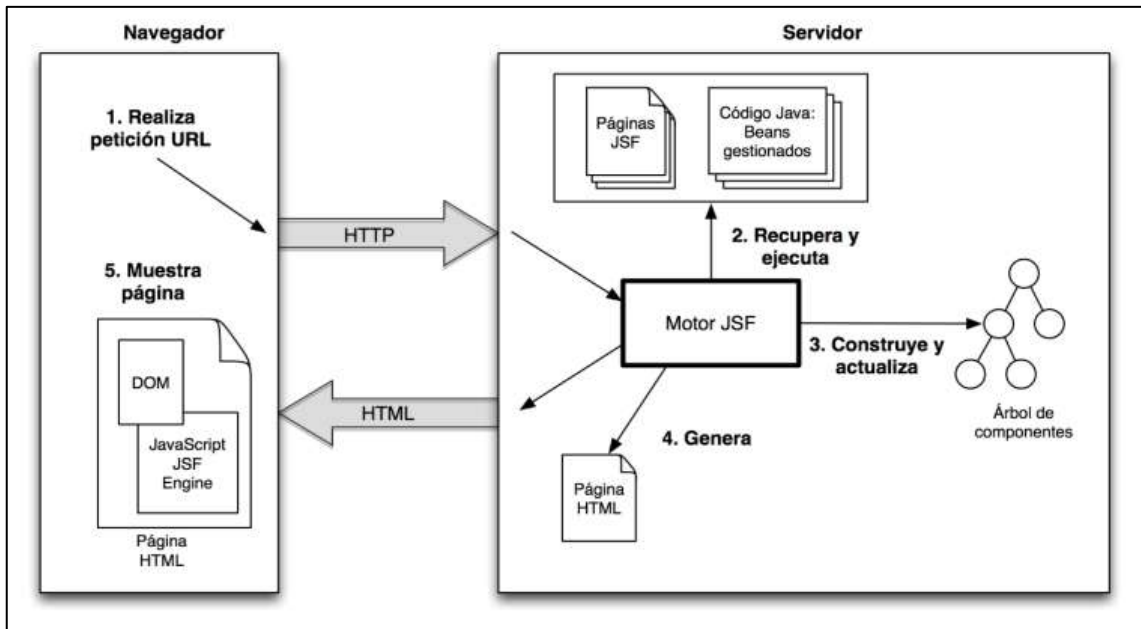 Navegador
Servidor
1. Realiza
petición URL
Páginas
JSF
Código Java:
Beans
gestionados
HTTP
2. Recupera y
ejecuta
5. Muestra
página
Motor JSF
3. Construye y
actualiza
DOM
JavaScript
JSF
Engine
HTML
4. Genera
Árbol de
componentes
Página
HTML
Página
HTML